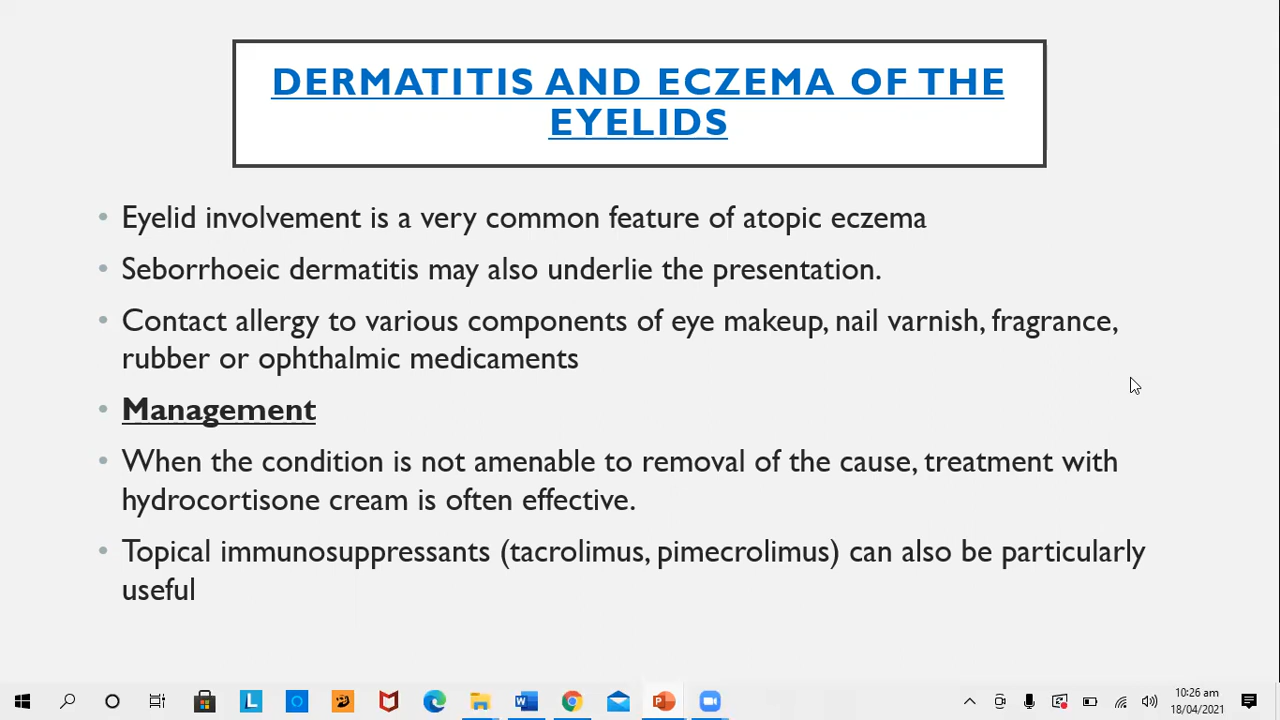 DERMATITIS AND ECZEMA OF THE
EYELIDS
• Eyelid involvement is a very common feature of atopic eczema
• Seborrhoeic dermatitis may also underlie the presentation.
• Contact allergy to various components of eye makeup, nail varnish, fragrance,
rubber or ophthalmic medicaments
• Management
• When the condition is not amenable to removal of the cause, treatment with
hydrocortisone cream is often effective.
• Topical immunosuppressants (tacrolimus, pimecrolimus) can also be particularly
useful
L
W
P
10:26 am
18/04/2021